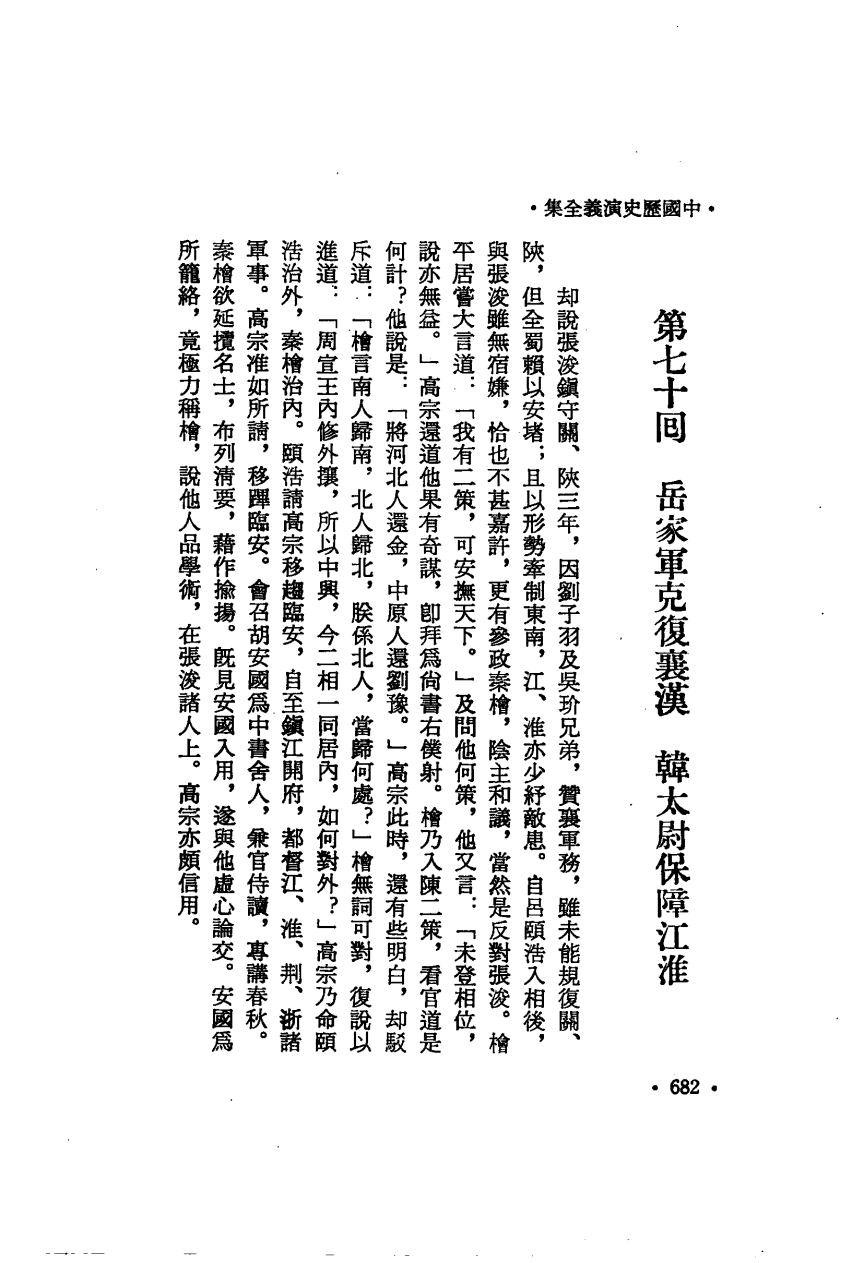 ·中國歷史演義全集·
第七十回　岳家軍克復襄漢　韓太尉保障江淮
却說張浚鎭守關、陝三年，因劉子羽及吳玠兄弟，贊襄軍務，雖未能規復關、
陝，但全蜀賴以安堵；且以形勢牽制東南，江、淮亦少紓敵患。自呂頤浩入相後，
與張浚雖無宿嫌，恰也不甚嘉許，更有參政秦檜，陰主和議，當然是反對張浚。檜
平居嘗大言道：「我有二策，可安撫天下。」及問他何策，他又言：「未登相位，
說亦無益。」高宗還道他果有奇謀，卽拜爲尙書右僕射。檜乃入陳二策，看官道是
何計？他說是：「將河北人還金，中原人還劉豫。」高宗此時，還有些明白，却駁
斥道：「檜言南人歸南，北人歸北，朕係北人，當歸何處？」檜無詞可對，復說以
進道：「周宣王內修外攘，所以中興，今二相一同居內，如何對外？」高宗乃命頤
浩治外，秦檜治內。頤浩請高宗移趨臨安，自至鎭江開府，都督江、淮、荆、浙諸
軍事。高宗准如所請，移蹕臨安。會召胡安國爲中書舍人，兼官侍讀，專講春秋。
秦檜欲延攬名士，布列淸要，藉作揄揚。旣見安國入用，遂與他虛心論交。安國爲
所籠絡，竟極力稱檜，說他人品學術，在張浚諸人上。高宗亦頗信用。
·682·